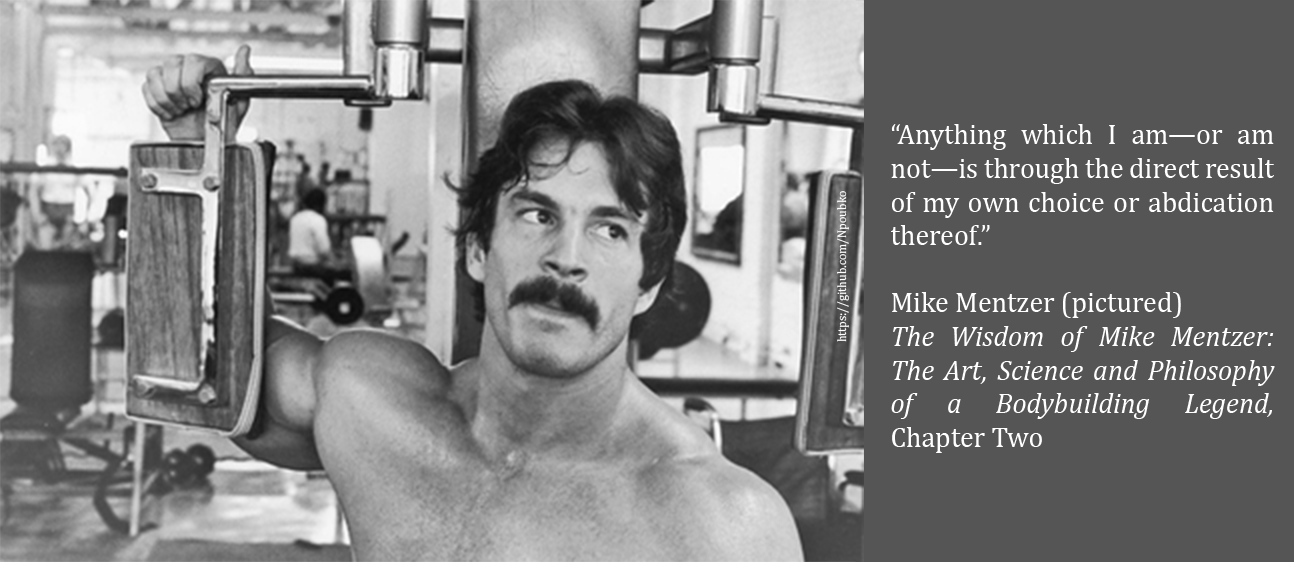 https://github.com/Npoubko
“Anything which I am—or am
not—is through the direct result
of my own choice or abdication
thereof.”
Mike Mentzer (pictured)
The Wisdom of Mike Mentzer:
The Art, Science and Philosophy
of a Bodybuilding Legend,
Chapter Two